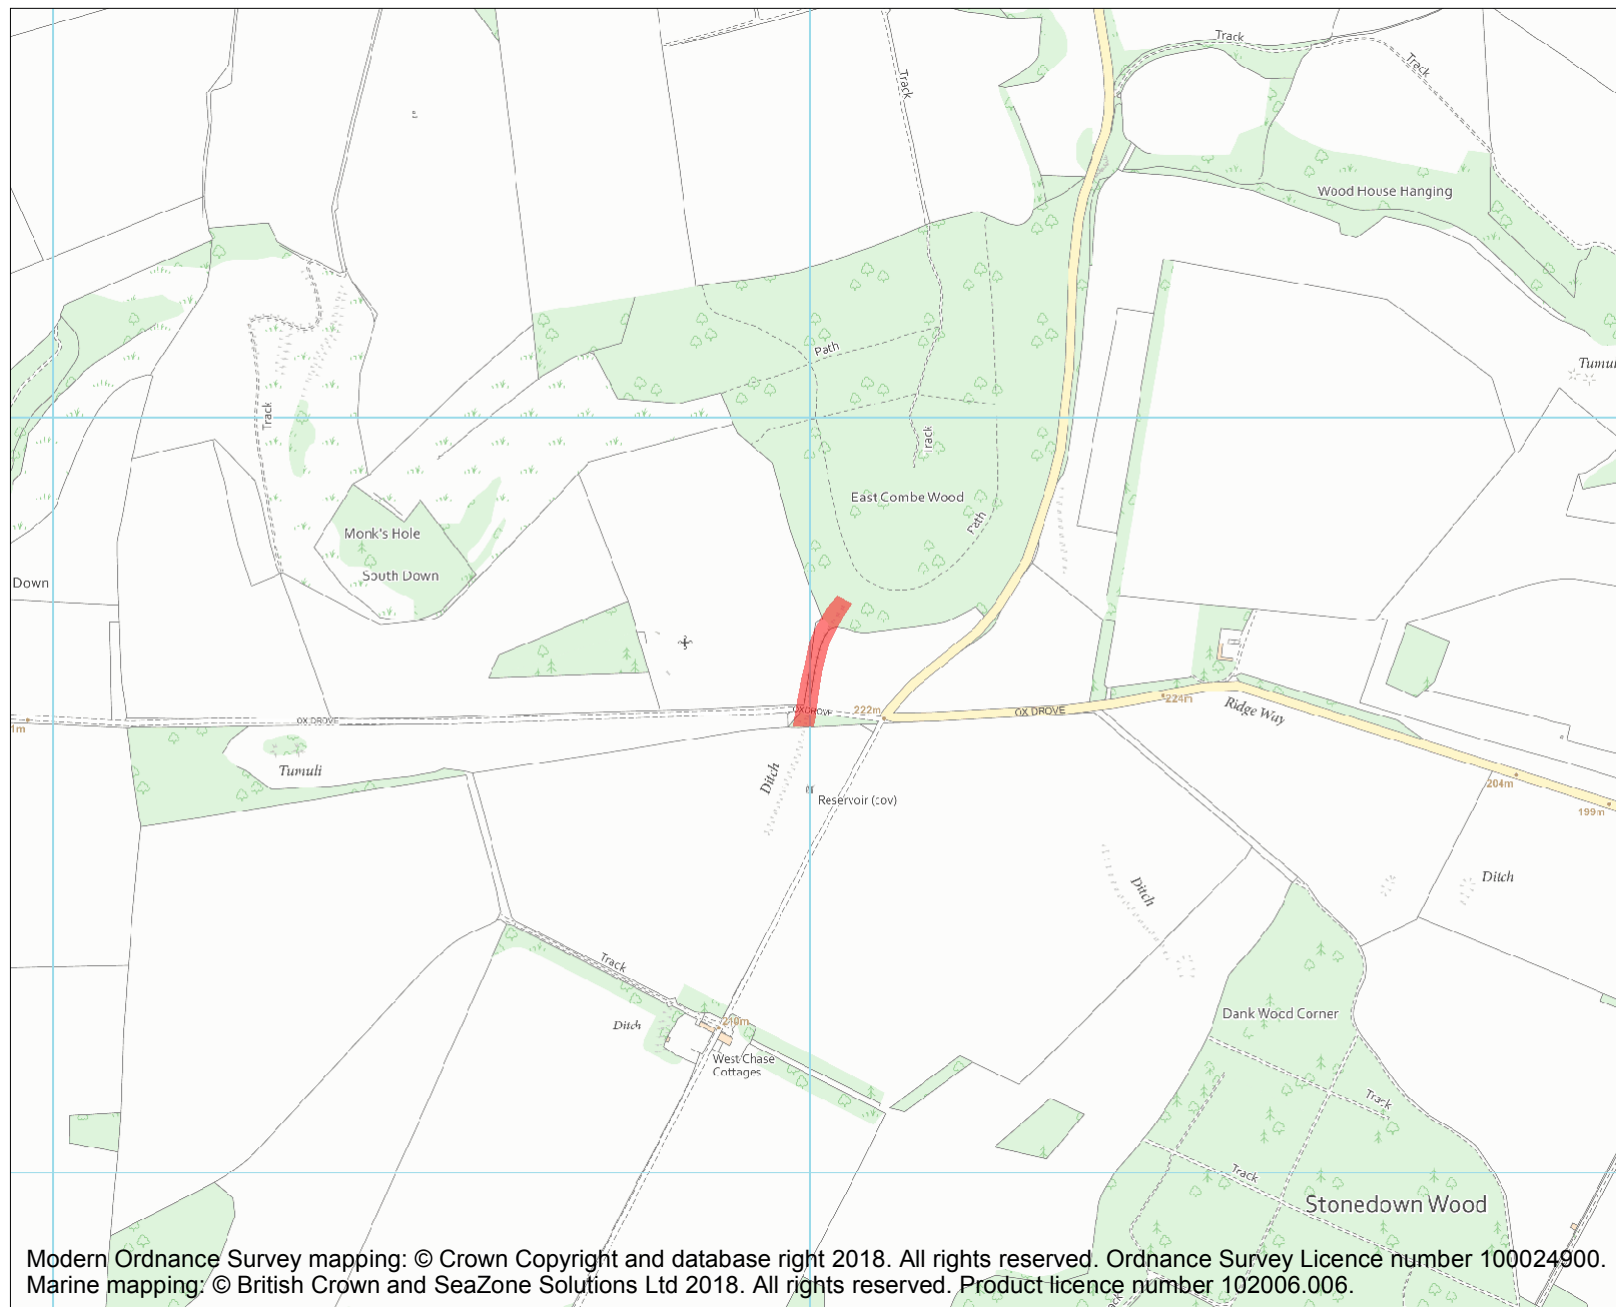 Track
Track
Track
Wood House Hanging
Path
Track
Track
East Combe Wood
Path
Monk's Hole
South Down
Down
OX DROVE
222m
OX DROVE
224m
Ridge Way
1m
Tumuli
Ditch
Reservoir (cov)
204m
199m
Ditch
Ditch
Track
Ditch
210m
West Chase
Cottages
Dank Wood Corner
Track
Track
Stonedown Wood
Modern Ordnance Survey mapping: © Crown Copyright and database right 2018. All rights reserved. Ordnance Survey Licence number 100024900.
Marine mapping: © British Crown and SeaZone Solutions Ltd 2018. All rights reserved. Product licence number 102006.006.